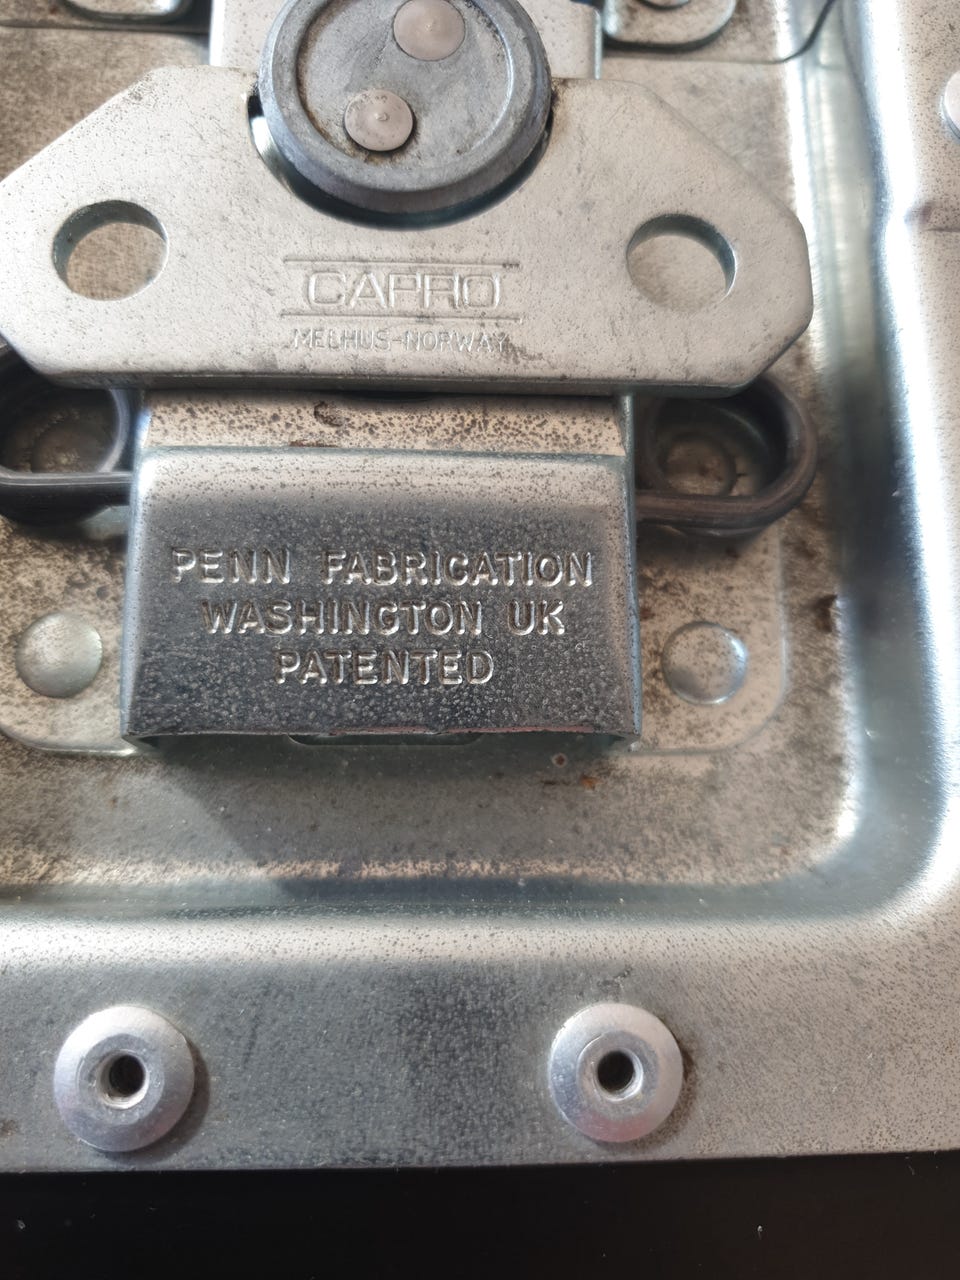 CAPRO
MELHUS-NORWAY
PENN FABRICATION
WASHINGTON UK
PATENTED